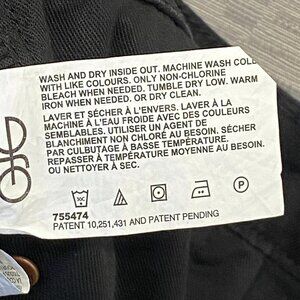 WASH AND DRY INSIDE OUT. MACHINE WASH COLD
WITH LIKE COLOURS. ONLY NON-CHLORINE
BLEACH WHEN NEEDED, TUMBLE DRY LOW. WARM
IRON WHEN NEEDED, OR DRY CLEAN.
LAVER ET SÉCHER À L'ENVERS. LAVER À LA
MACHINE À L'EAU FROIDE AVEC DES COULEURS
SEMBLABLES. UTILISER UN AGENT DE
BLANCHIMENT NON CHLORÉ AU BESOIN. SÉCHER
PAR CULBUTAGE À BASSE TEMPÉRATURE.
REPASSER À TEMPÉRATURE MOYENNE AU BESOIN.
OU NETTOYER À SEC.
P
755474
PATENT 10,251,431 AND PATENT PENDING